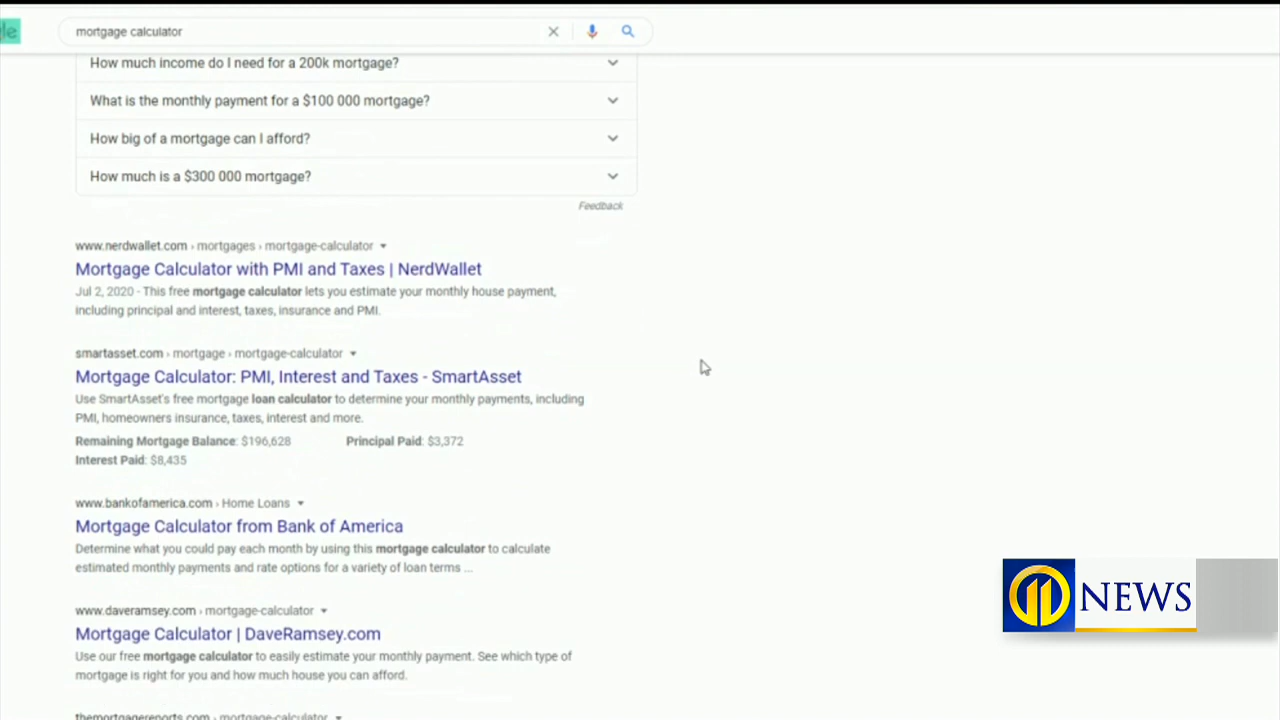 gle
mortgage calculator
How much income do I need for a 200k mortgage?
What is the monthly payment for a $100 000 mortgage?
How big of a mortgage can I afford?
How much is a $300 000 mortgage?
Feedback
www.nerdwallet.com › mortgages › mortgage-calculator
Mortgage Calculator with PMI and Taxes | NerdWallet
Jul 2, 2020 - This free mortgage calculator lets you estimate your monthly house payment,
including principal and interest, taxes, insurance and PMI.
smartasset.com › mortgage › mortgage-calculator
Mortgage Calculator: PMI, Interest and Taxes - SmartAsset
Use SmartAsset's free mortgage loan calculator to determine your monthly payments, including
PMI, homeowners insurance, taxes, interest and more.
Remaining Mortgage Balance: $196,628 Principal Paid: $3,372
Interest Paid: $8,435
www.bankofamerica.com › Home Loans
Mortgage Calculator from Bank of America
Determine what you could pay each month by using this mortgage calculator to calculate
estimated monthly payments and rate options for a variety of loan terms ...
www.daveramsey.com › mortgage-calculator
Mortgage Calculator | DaveRamsey.com
Use our free mortgage calculator to easily estimate your monthly payment. See which type of
mortgage is right for you and how much house you can afford.
themortgagereports.com › mortgage-calculator
11 NEWS